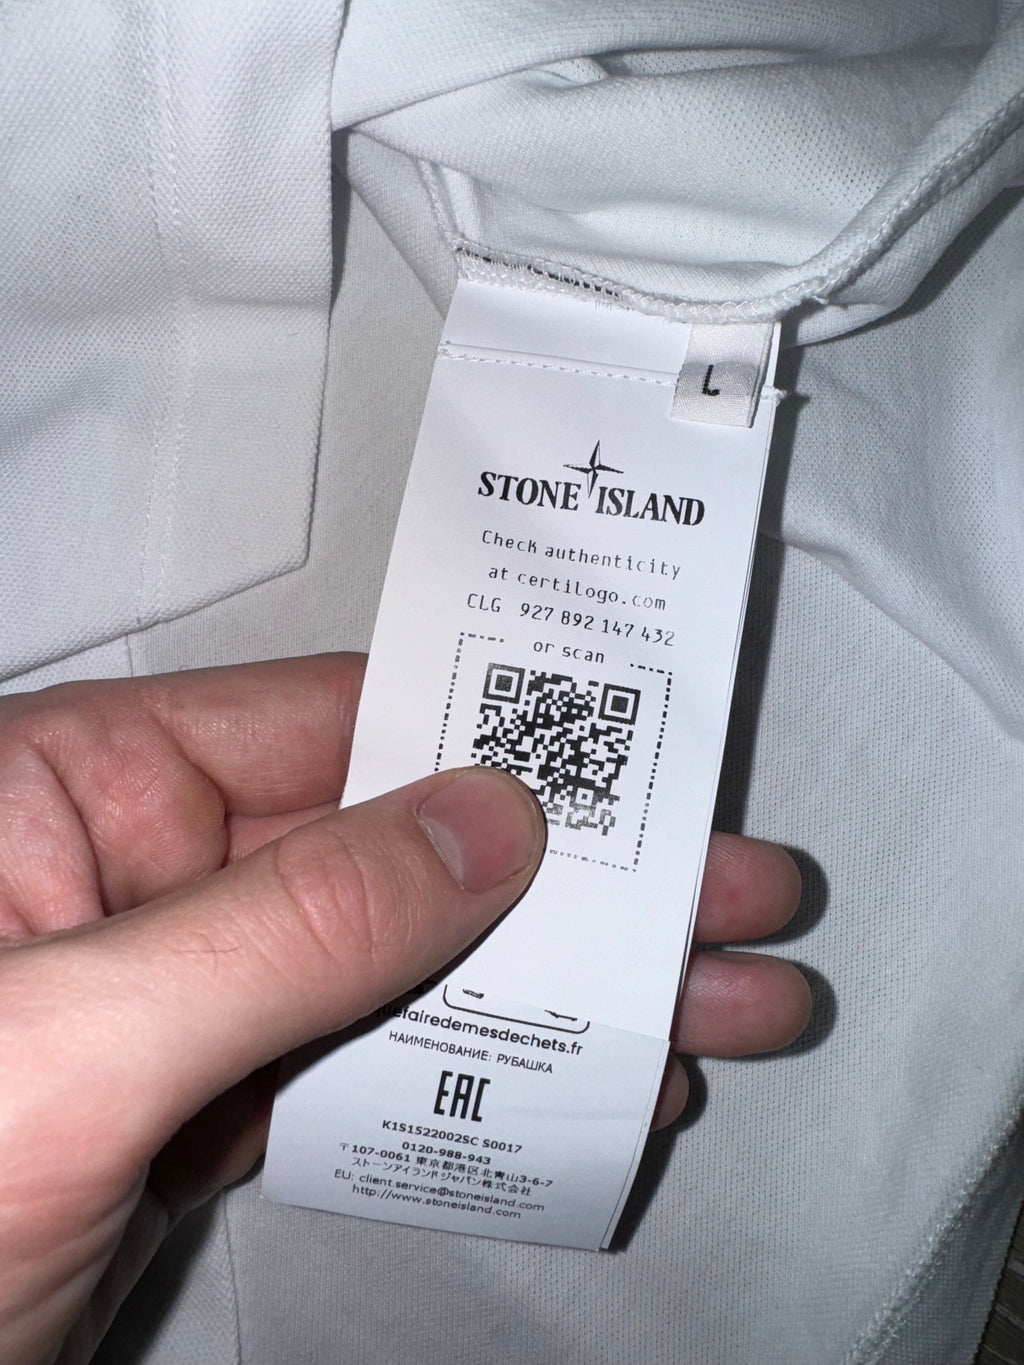 L
STONE ISLAND
Check authenticity
at certilogo.com
CLG 927 892 147 432
or scan
quefairedemesdechets.fr
НАИМЕНОВАНИЕ: РУБАШКА
EAC
K1S1522002SC S0017
0120-988-943
〒107-0061 東京都港区北青山3-6-7
ストーンアイランドジャパン株式会社
EU: client.service@stoneisland.com
http://www.stoneisland.com